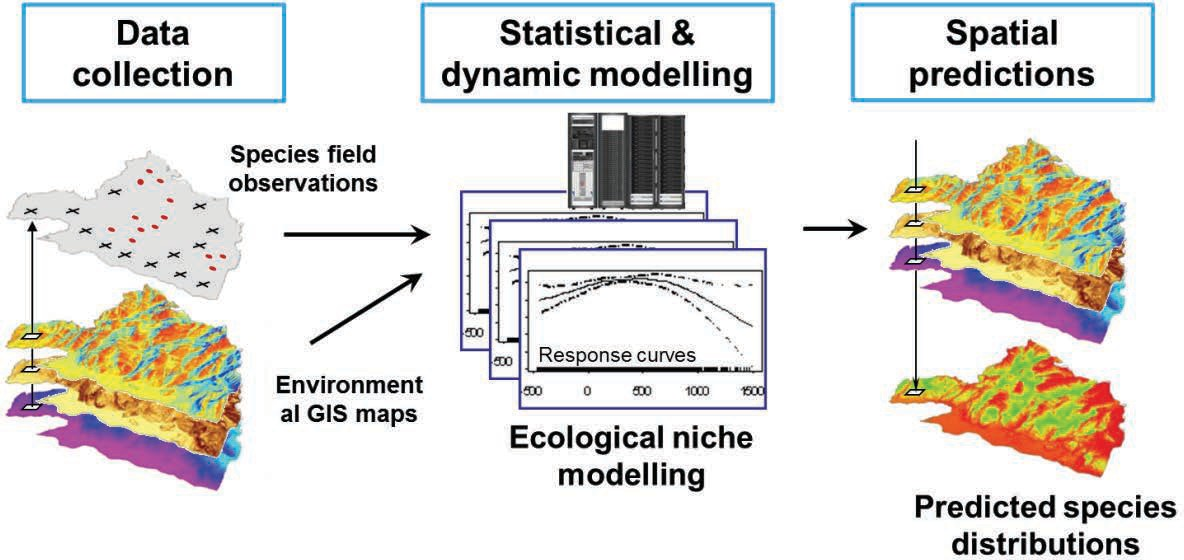 Data
collection
Statistical &
dynamic modelling
Spatial
predictions
Species field
observations
Environment
al GIS maps
-500
-500
Response curves
-500 0 500 1000 1500
Ecological niche
modelling
Predicted species
distributions